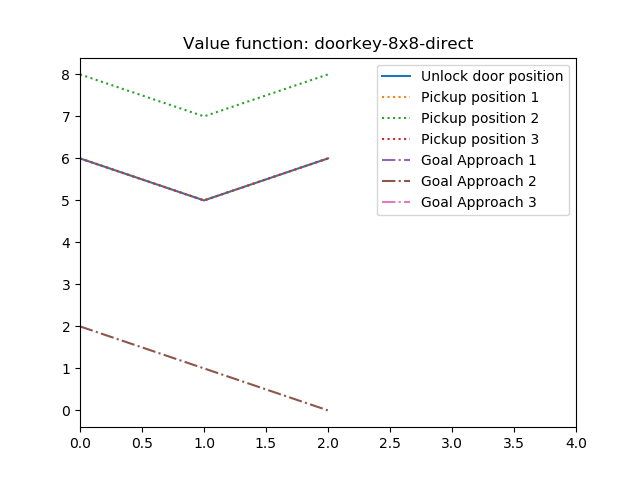 Value function: doorkey-8x8-direct
8
7
6
5
4
3
2
1
0
0.0 0.5 1.0 1.5 2.0 2.5 3.0 3.5 4.0
Unlock door position
Pickup position 1
Pickup position 2
Pickup position 3
Goal Approach 1
Goal Approach 2
Goal Approach 3